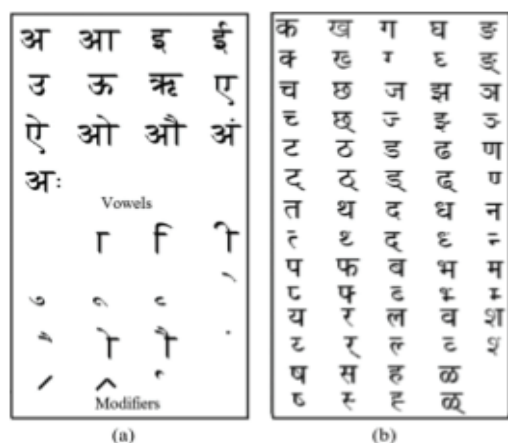 अ आ इ ई
उ ऊ ऋ ए
ऐ ओ औ अं
अः
Vowels
ा ि ी
ु ू ृ
ो ौ
Modifiers
(a)
क ख ग घ ङ
क् ख् ग् घ् ङ्
च छ ज झ ञ
च् छ् ज् झ् ञ्
ट ठ ड ढ ण
ट् ठ् ड् ढ् ण्
त थ द ध न
त् थ् द् ध् न्
प फ ब भ म
प् फ् ब् भ् म्
य र ल व श
य् र् ल् व् श्
ष स ह ळ
ष् स् ह् ळ्
(b)